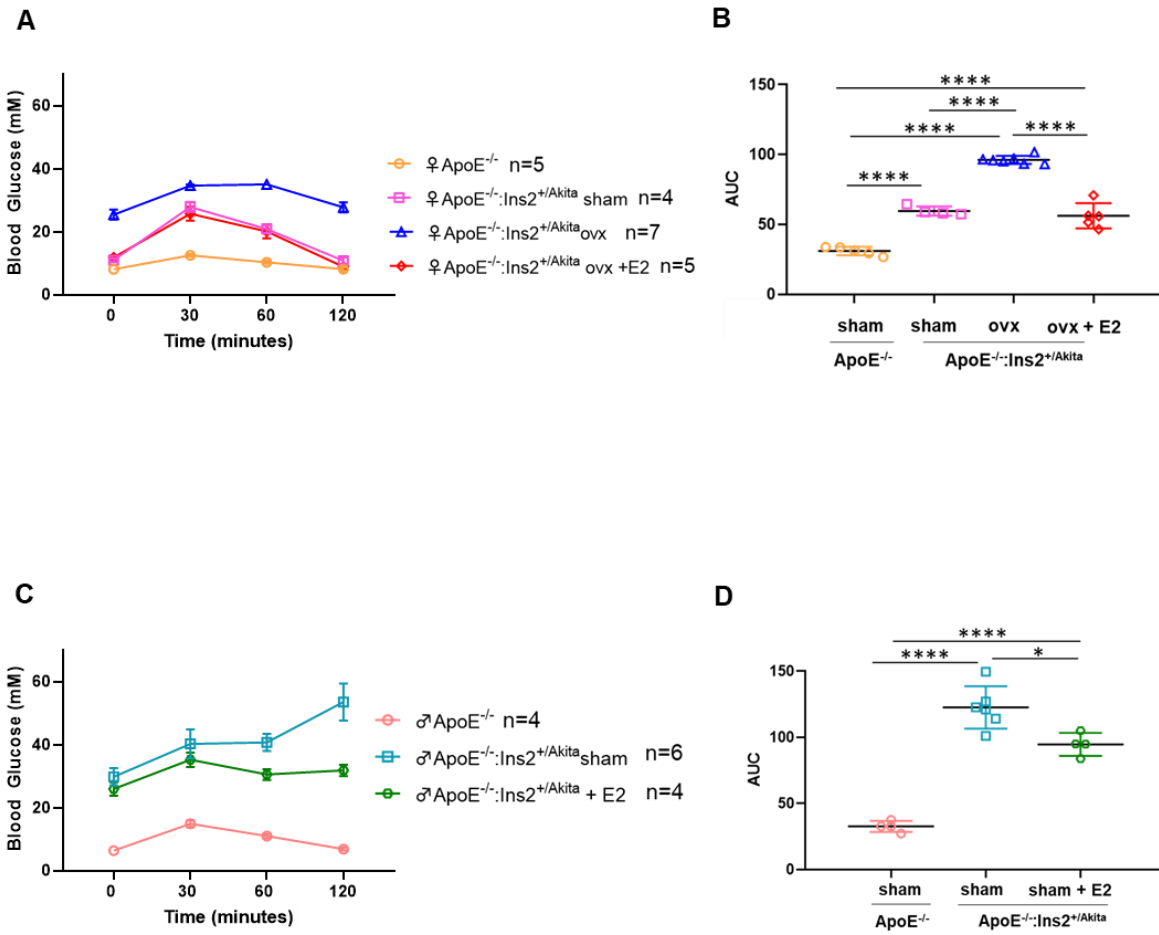 A
Blood Glucose (mM)
60
40
20
0
0 30 60 120
Time (minutes)
♀ApoE-/- n=5
♀ApoE-/-:Ins2+/Akita sham n=4
♀ApoE-/-:Ins2+/Akita ovx n=7
♀ApoE-/-:Ins2+/Akita ovx +E2 n=5
B
AUC
150
100
50
0
****
****
**** ****
****
sham sham ovx ovx + E2
ApoE-/- ApoE-/-:Ins2+/Akita
C
Blood Glucose (mM)
60
40
20
0
0 30 60 120
Time (minutes)
♂ApoE-/- n=4
♂ApoE-/-:Ins2+/Akita sham n=6
♂ApoE-/-:Ins2+/Akita + E2 n=4
D
AUC
150
100
50
0
****
**** *
sham sham sham + E2
ApoE-/- ApoE-/-:Ins2+/Akita